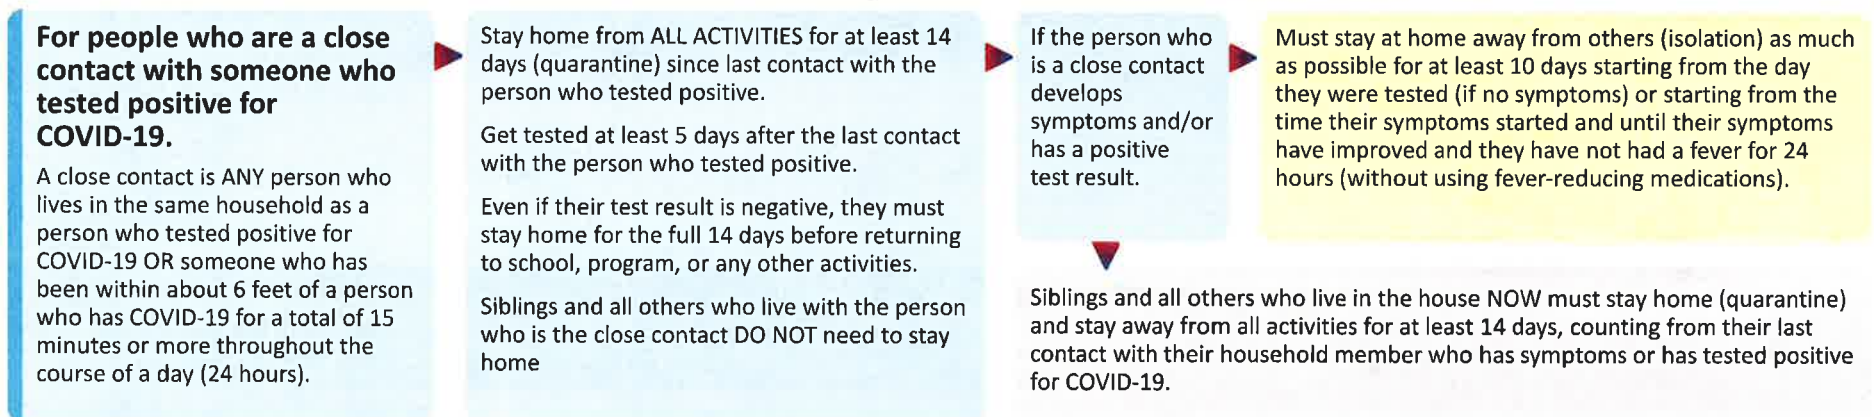 For people who are a close
contact with someone who
tested positive for
COVID-19.
A close contact is ANY person who
lives in the same household as a
person who tested positive for
COVID-19 OR someone who has
been within about 6 feet of a person
who has COVID-19 for a total of 15
minutes or more throughout the
course of a day (24 hours).
Stay home from ALL ACTIVITIES for at least 14
days (quarantine) since last contact with the
person who tested positive.
Get tested at least 5 days after the last contact
with the person who tested positive.
Even if their test result is negative, they must
stay home for the full 14 days before returning
to school, program, or any other activities.
Siblings and all others who live with the person
who is the close contact DO NOT need to stay
home
If the person who
is a close contact
develops
symptoms and/or
has a positive
test result.
Must stay at home away from others (isolation) as much
as possible for at least 10 days starting from the day
they were tested (if no symptoms) or starting from the
time their symptoms started and until their symptoms
have improved and they have not had a fever for 24
hours (without using fever-reducing medications).
Siblings and all others who live in the house NOW must stay home (quarantine)
and stay away from all activities for at least 14 days, counting from their last
contact with their household member who has symptoms or has tested positive
for COVID-19.